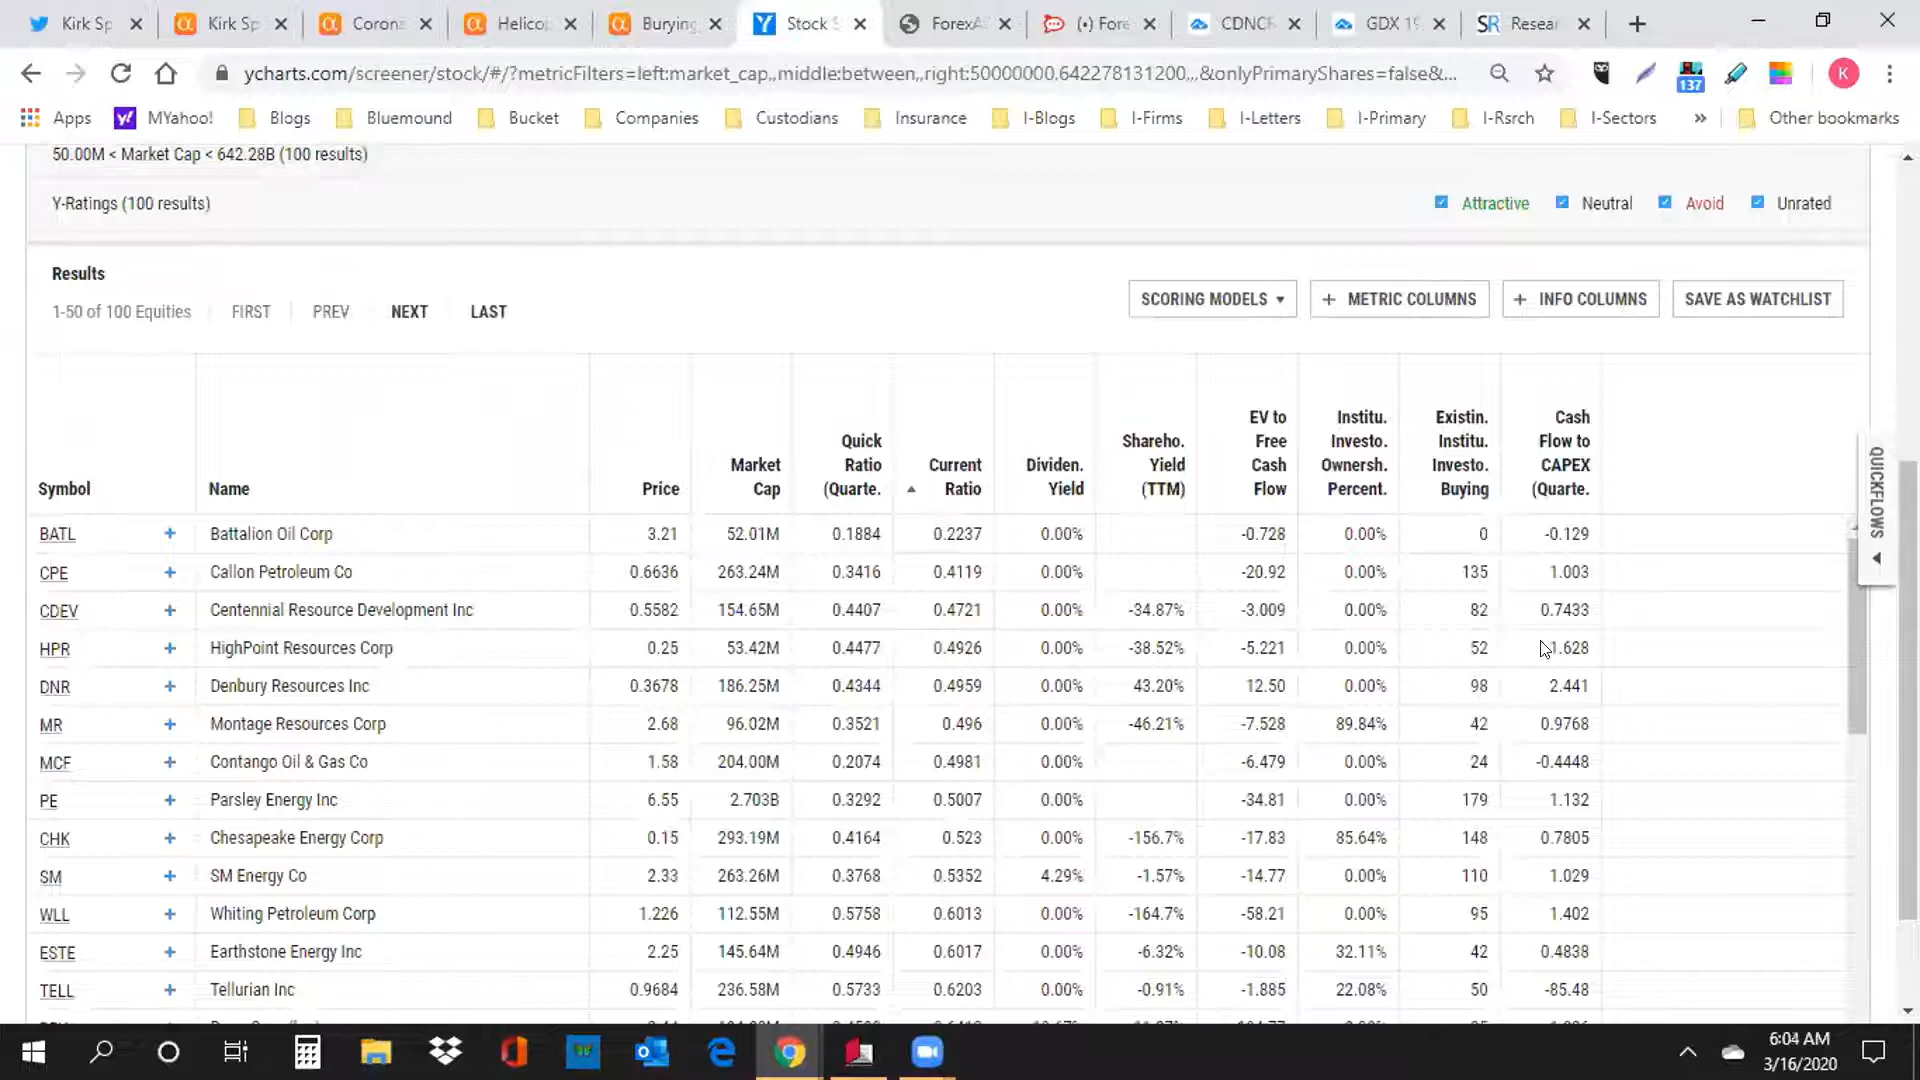 Kirk Sp
Kirk Sp
Corona
Helicop
Burying
Stock S
ForexA
(•) Fore
CDNCF
GDX 19
SR Resear
ycharts.com/screener/stock/#/?metricFilters=left:market_cap,,middle:between,,right:50000000.642278131200,,,&onlyPrimaryShares=false&...
137
K
Apps
MYahoo!
Blogs
Bluemound
Bucket
Companies
Custodians
Insurance
I-Blogs
I-Firms
I-Letters
I-Primary
I-Rsrch
I-Sectors
»
Other bookmarks
50.00M < Market Cap < 642.28B (100 results)
Y-Ratings (100 results)
Attractive
Neutral
Avoid
Unrated
Results
1-50 of 100 Equities
FIRST
PREV
NEXT
LAST
SCORING MODELS
+ METRIC COLUMNS
+ INFO COLUMNS
SAVE AS WATCHLIST
QUICKFLOWS
Symbol
Name
Price
Market
Cap
Quick
Ratio
(Quarte.
Current
Ratio
Dividen.
Yield
Shareho.
Yield
(TTM)
EV to
Free
Cash
Flow
Institu.
Investo.
Ownersh.
Percent.
Existin.
Institu.
Investo.
Buying
Cash
Flow to
CAPEX
(Quarte.
BATL + Battalion Oil Corp 3.21 52.01M 0.1884 0.2237 0.00% -0.728 0.00% 0 -0.129
CPE + Callon Petroleum Co 0.6636 263.24M 0.3416 0.4119 0.00% -20.92 0.00% 135 1.003
CDEV + Centennial Resource Development Inc 0.5582 154.65M 0.4407 0.4721 0.00% -34.87% -3.009 0.00% 82 0.7433
HPR + HighPoint Resources Corp 0.25 53.42M 0.4477 0.4926 0.00% -38.52% -5.221 0.00% 52 1.628
DNR + Denbury Resources Inc 0.3678 186.25M 0.4344 0.4959 0.00% 43.20% 12.50 0.00% 98 2.441
MR + Montage Resources Corp 2.68 96.02M 0.3521 0.496 0.00% -46.21% -7.528 89.84% 42 0.9768
MCF + Contango Oil & Gas Co 1.58 204.00M 0.2074 0.4981 0.00% -6.479 0.00% 24 -0.4448
PE + Parsley Energy Inc 6.55 2.703B 0.3292 0.5007 0.00% -34.81 0.00% 179 1.132
CHK + Chesapeake Energy Corp 0.15 293.19M 0.4164 0.523 0.00% -156.7% -17.83 85.64% 148 0.7805
SM + SM Energy Co 2.33 263.26M 0.3768 0.5352 4.29% -1.57% -14.77 0.00% 110 1.029
WLL + Whiting Petroleum Corp 1.226 112.55M 0.5758 0.6013 0.00% -164.7% -58.21 0.00% 95 1.402
ESTE + Earthstone Energy Inc 2.25 145.64M 0.4946 0.6017 0.00% -6.32% -10.08 32.11% 42 0.4838
TELL + Tellurian Inc 0.9684 236.58M 0.5733 0.6203 0.00% -0.91% -1.885 22.08% 50 -85.48
6:04 AM
3/16/2020